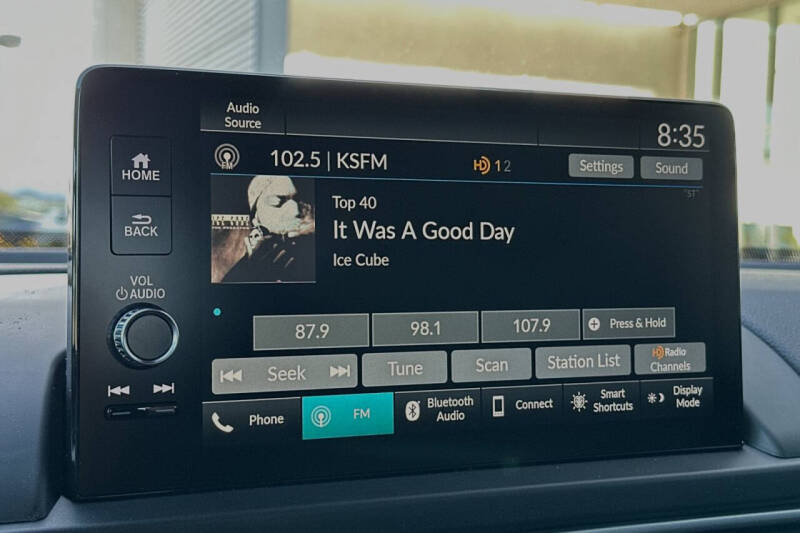 Audio
Source
8:35
HOME
BACK
VOL
AUDIO
FM
102.5 | KSFM
HD 1 2
Settings
Sound
"ST"
Top 40
It Was A Good Day
Ice Cube
87.9
98.1
107.9
Press & Hold
Seek
Tune
Scan
Station List
HD Radio
Channels
Phone
FM
Bluetooth
Audio
Connect
Smart
Shortcuts
Display
Mode